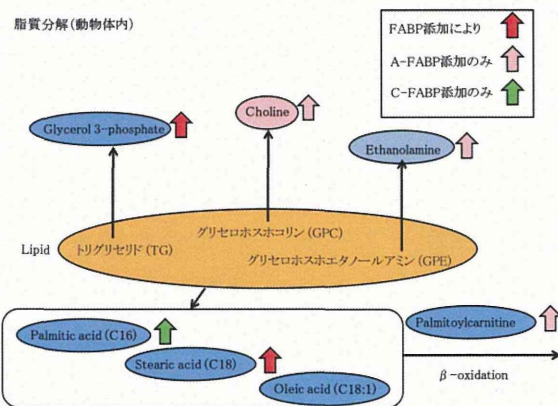 脂質分解(動物体内)
FABP添加により
A-FABP添加のみ
C-FABP添加のみ
Glycerol 3-phosphate
Choline
Ethanolamine
Lipid
トリグリセリド(TG)
グリセロホスホコリン(GPC)
グリセロホスホエタノールアミン(GPE)
Palmitic acid (C16)
Stearic acid (C18)
Oleic acid (C18:1)
Palmitoylcarnitine
β-oxidation